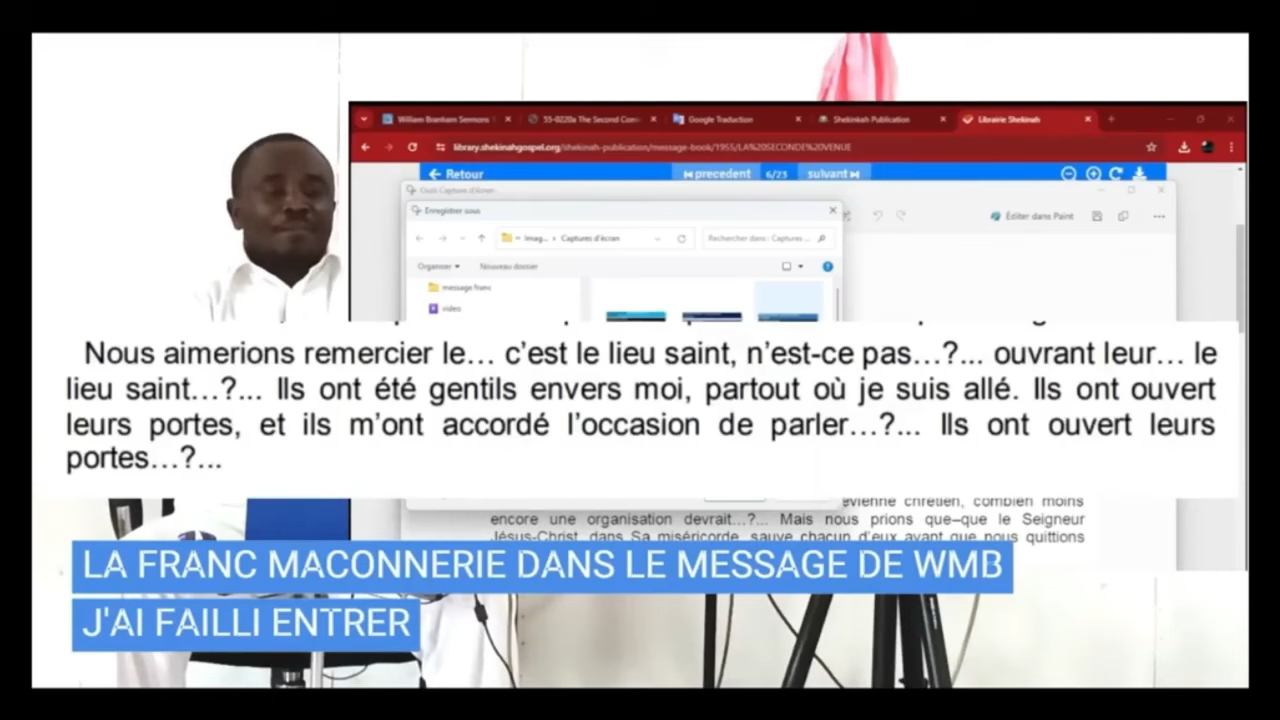 William Branham Sermons
55-0220a The Second Com
Google Traduction
Shekinkah Publication
Librairie Shekinah
library.shekinahgospel.org/shekinah-publication/message-book/1955/LA%20SECONDE%20VENUE
Retour
precedent
6/23
suivant
Outil Capture d'écran
Enregistrer sous
Éditer dans Paint
Imag... > Captures d'écran
Rechercher dans : Captures ...
Organiser
Nouveau dossier
message franc
video
Nous aimerions remercier le… c’est le lieu saint, n’est-ce pas…?... ouvrant leur… le
lieu saint…?... Ils ont été gentils envers moi, partout où je suis allé. Ils ont ouvert
leurs portes, et ils m’ont accordé l’occasion de parler…?... Ils ont ouvert leurs
portes…?...
evienne chrétien, combien moins
encore une organisation devrait…?... Mais nous prions que–que le Seigneur
Jésus-Christ, dans Sa miséricorde, sauve chacun d’eux avant que nous quittions
LA FRANC MACONNERIE DANS LE MESSAGE DE WMB
J'AI FAILLI ENTRER